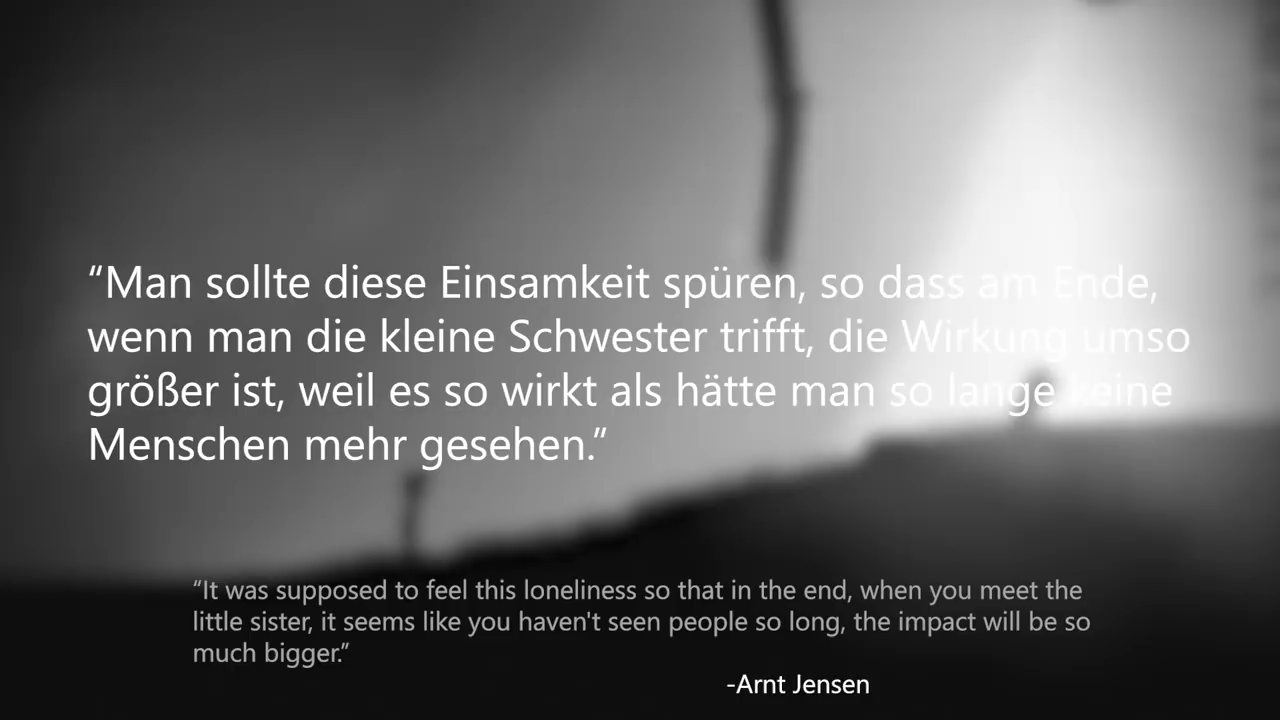 “Man sollte diese Einsamkeit spüren, so dass am Ende,
wenn man die kleine Schwester trifft, die Wirkung umso
größer ist, weil es so wirkt als hätte man so lange keine
Menschen mehr gesehen.”
“It was supposed to feel this loneliness so that in the end, when you meet the
little sister, it seems like you haven't seen people so long, the impact will be so
much bigger.”
-Arnt Jensen